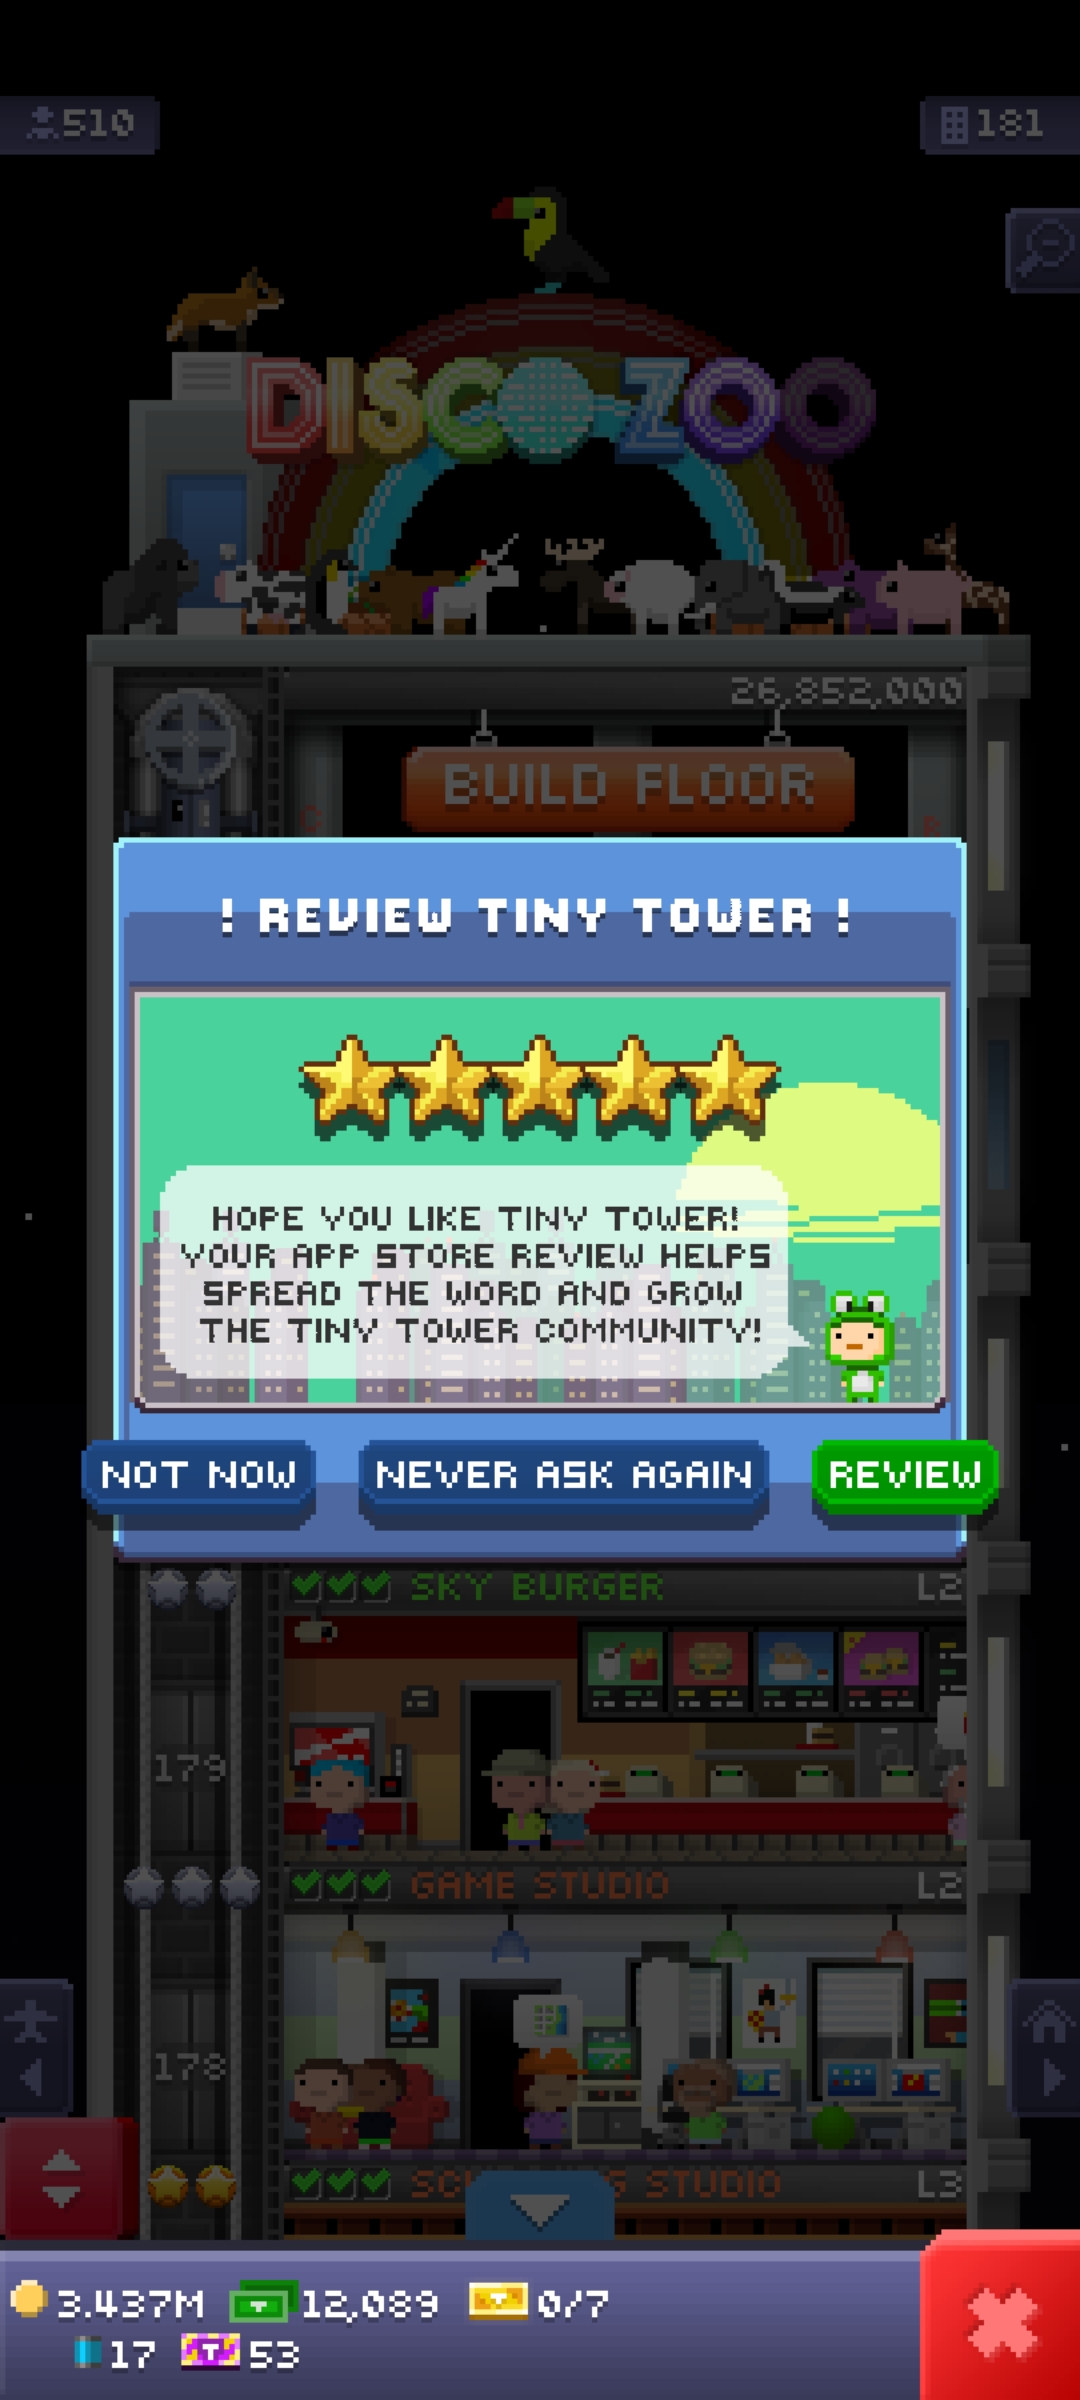 510
181
DISCO ZOO
26,852,000
BUILD FLOOR
! REVIEW TINY TOWER !
HOPE YOU LIKE TINY TOWER!
YOUR APP STORE REVIEW HELPS
SPREAD THE WORD AND GROW
THE TINY TOWER COMMUNITY!
NOT NOW
NEVER ASK AGAIN
REVIEW
SKY BURGER L2
179
GAME STUDIO L2
178
STUDIO L3
3.437M 12,089 0/7
17 53